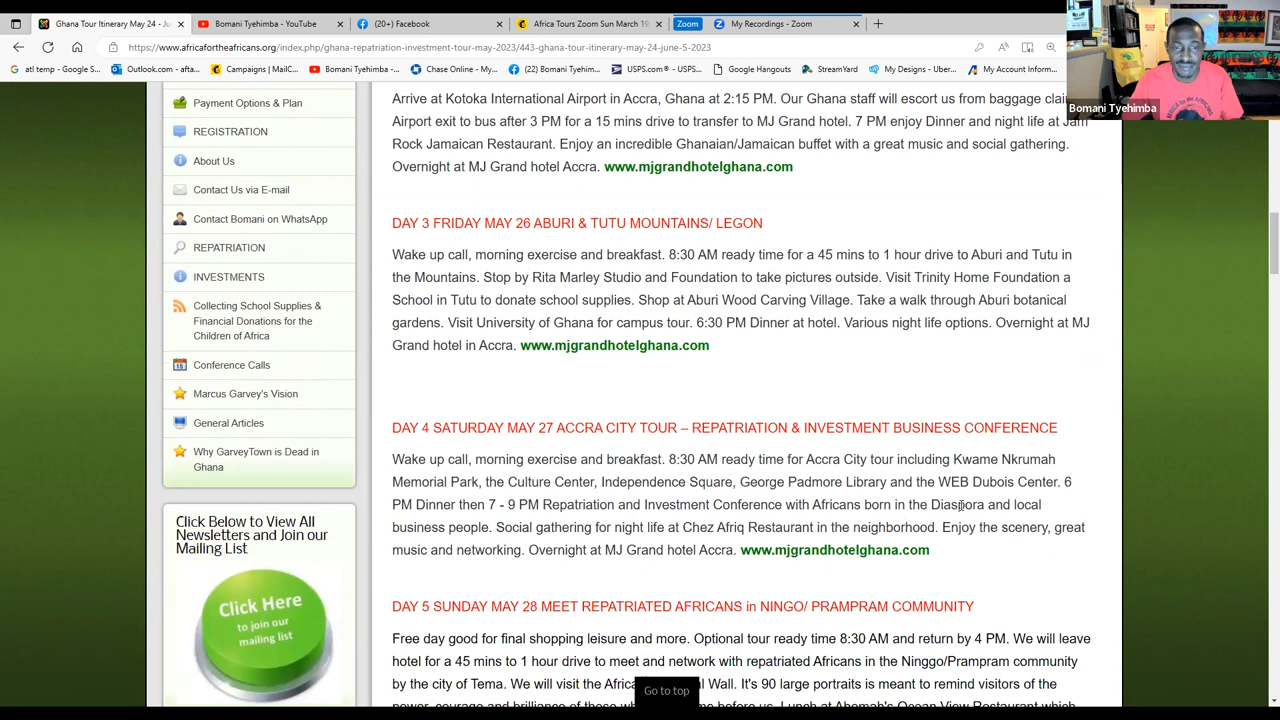 Ghana Tour Itinerary May 24 - Jun
Bomani Tyehimba - YouTube
(20+) Facebook
Africa Tours Zoom Sun March 19
Zoom
My Recordings - Zoom
https://www.africafortheafricans.org/index.php/ghana-repatriation-investment-tour-may-2023/443-ghana-tour-itinerary-may-24-june-5-2023
atl temp - Google S...
Outlook.com - afta...
Campaigns | MailC...
Bomani Tyehimba -...
Chase Online - My...
(2) Bomani Tyehim...
USPS.com® - USPS...
Google Hangouts
StreamYard
My Designs - Uber...
My Account Inform...
Bomani Tyehimba
Payment Options & Plan
REGISTRATION
About Us
Contact Us via E-mail
Contact Bomani on WhatsApp
REPATRIATION
INVESTMENTS
Collecting School Supplies &
Financial Donations for the
Children of Africa
Conference Calls
Marcus Garvey's Vision
General Articles
Why GarveyTown is Dead in
Ghana
Click Below to View All
Newsletters and Join our
Mailing List
Click Here
to join our
mailing list
Arrive at Kotoka International Airport in Accra, Ghana at 2:15 PM. Our Ghana staff will escort us from baggage clai
Airport exit to bus after 3 PM for a 15 mins drive to transfer to MJ Grand hotel. 7 PM enjoy Dinner and night life at Jam
Rock Jamaican Restaurant. Enjoy an incredible Ghanaian/Jamaican buffet with a great music and social gathering.
Overnight at MJ Grand hotel Accra. www.mjgrandhotelghana.com
DAY 3 FRIDAY MAY 26 ABURI & TUTU MOUNTAINS/ LEGON
Wake up call, morning exercise and breakfast. 8:30 AM ready time for a 45 mins to 1 hour drive to Aburi and Tutu in
the Mountains. Stop by Rita Marley Studio and Foundation to take pictures outside. Visit Trinity Home Foundation a
School in Tutu to donate school supplies. Shop at Aburi Wood Carving Village. Take a walk through Aburi botanical
gardens. Visit University of Ghana for campus tour. 6:30 PM Dinner at hotel. Various night life options. Overnight at MJ
Grand hotel in Accra. www.mjgrandhotelghana.com
DAY 4 SATURDAY MAY 27 ACCRA CITY TOUR – REPATRIATION & INVESTMENT BUSINESS CONFERENCE
Wake up call, morning exercise and breakfast. 8:30 AM ready time for Accra City tour including Kwame Nkrumah
Memorial Park, the Culture Center, Independence Square, George Padmore Library and the WEB Dubois Center. 6
PM Dinner then 7 - 9 PM Repatriation and Investment Conference with Africans born in the Diaspora and local
business people. Social gathering for night life at Chez Afriq Restaurant in the neighborhood. Enjoy the scenery, great
music and networking. Overnight at MJ Grand hotel Accra. www.mjgrandhotelghana.com
DAY 5 SUNDAY MAY 28 MEET REPATRIATED AFRICANS in NINGO/ PRAMPRAM COMMUNITY
Free day good for final shopping leisure and more. Optional tour ready time 8:30 AM and return by 4 PM. We will leave
hotel for a 45 mins to 1 hour drive to meet and network with repatriated Africans in the Ninggo/Prampram community
by the city of Tema. We will visit the Africa l Wall. It's 90 large portraits is meant to remind visitors of the
Go to top